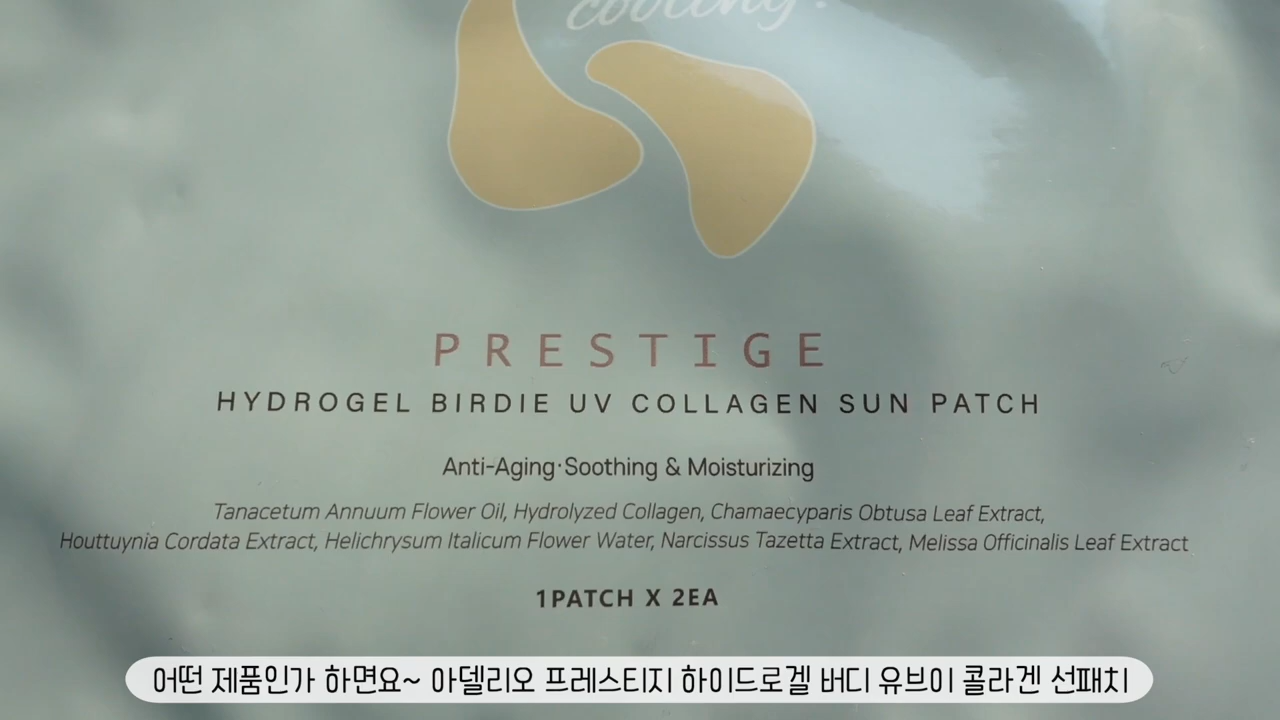 cooling!
PRESTIGE
HYDROGEL BIRDIE UV COLLAGEN SUN PATCH
Anti-Aging·Soothing & Moisturizing
Tanacetum Annuum Flower Oil, Hydrolyzed Collagen, Chamaecyparis Obtusa Leaf Extract,
Houttuynia Cordata Extract, Helichrysum Italicum Flower Water, Narcissus Tazetta Extract, Melissa Officinalis Leaf Extract
1PATCH X 2EA
어떤 제품인가 하면요~ 아델리오 프레스티지 하이드로겔 버디 유브이 콜라겐 선패치